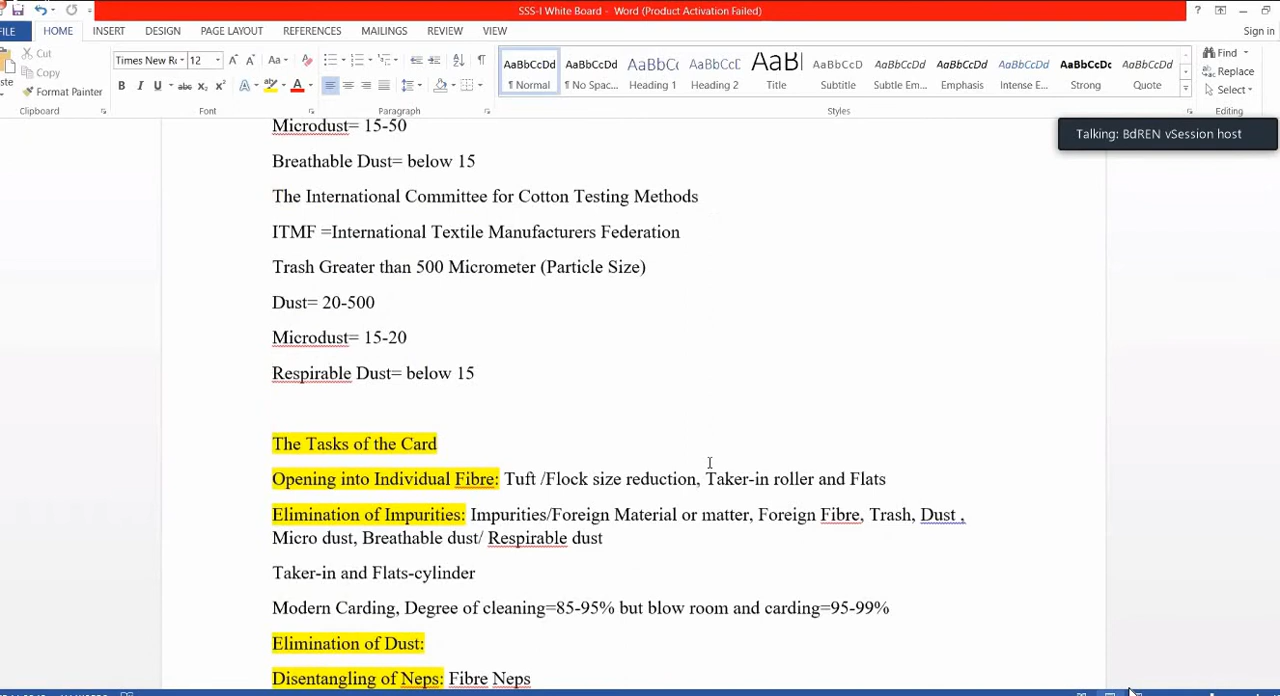 SSS-I White Board - Word (Product Activation Failed)
FILE HOME INSERT DESIGN PAGE LAYOUT REFERENCES MAILINGS REVIEW VIEW Sign in
Cut
Copy
Format Painter
Clipboard
Times New Ro 12
Font
Paragraph
AaBbCcDd AaBbCcDd AaBbC( AaBbCcC AaB AaBbCcD AaBbCcDd AaBbCcDd AaBbCcDd AaBbCcDc AaBbCcDd
¶ Normal ¶ No Spac... Heading 1 Heading 2 Title Subtitle Subtle Em... Emphasis Intense E... Strong Quote
Styles
Find
Replace
Select
Editing
Talking: BdREN vSession host
Microdust= 15-50
Breathable Dust= below 15
The International Committee for Cotton Testing Methods
ITMF =International Textile Manufacturers Federation
Trash Greater than 500 Micrometer (Particle Size)
Dust= 20-500
Microdust= 15-20
Respirable Dust= below 15
The Tasks of the Card
Opening into Individual Fibre: Tuft /Flock size reduction, Taker-in roller and Flats
Elimination of Impurities: Impurities/Foreign Material or matter, Foreign Fibre, Trash, Dust ,
Micro dust, Breathable dust/ Respirable dust
Taker-in and Flats-cylinder
Modern Carding, Degree of cleaning=85-95% but blow room and carding=95-99%
Elimination of Dust:
Disentangling of Neps: Fibre Neps